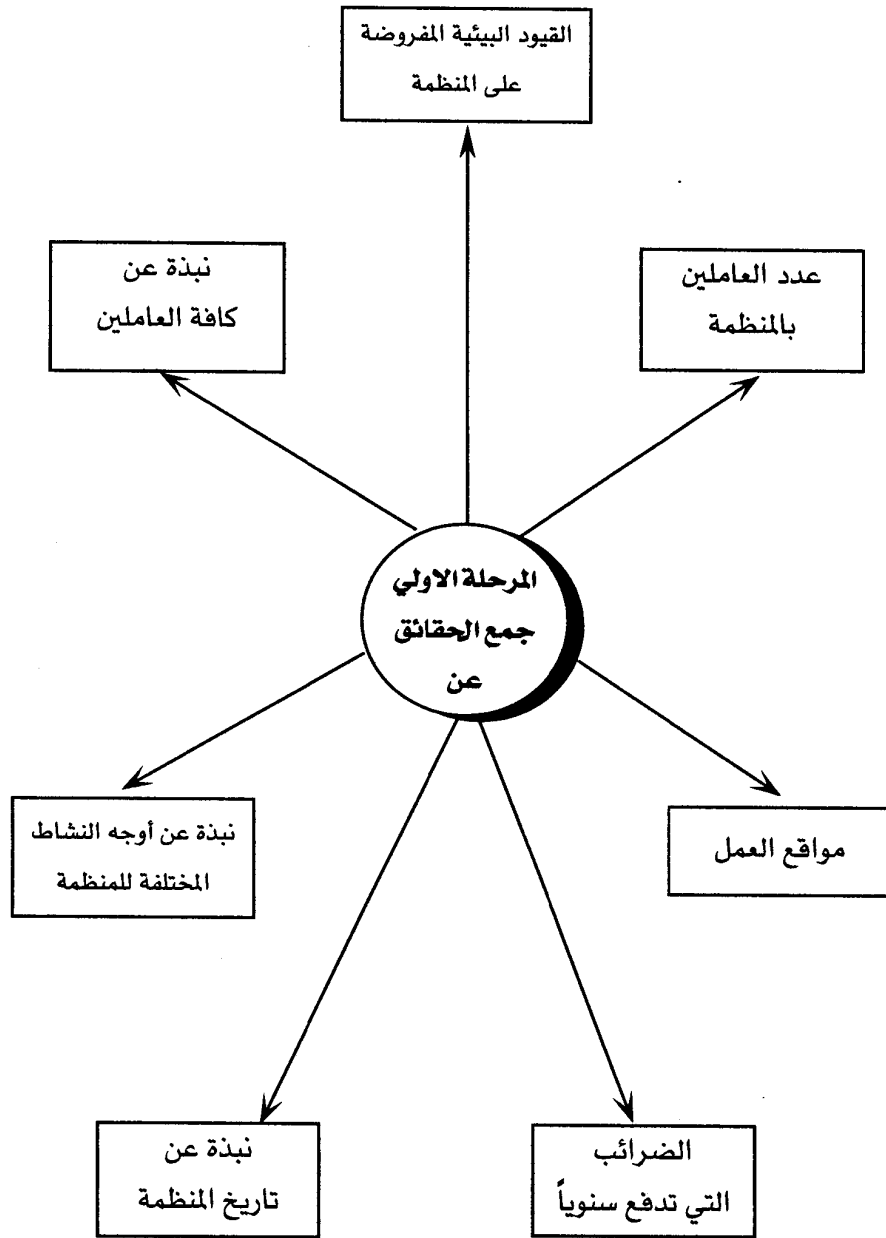 القيود البيئية المفروضة
على المنظمة
عدد العاملين
بالمنظمة
نبذة عن
كافة العاملين
المرحلة الاولي
جمع الحقائق
عن
مواقع العمل
نبذة عن أوجه النشاط
المختلفة للمنظمة
الضرائب
التي تدفع سنوياً
نبذة عن
تاريخ المنظمة